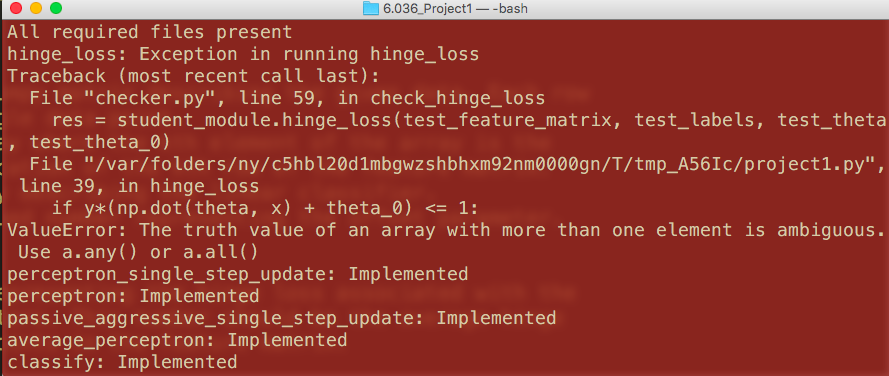 6.036_Project1 — -bash
All required files present
hinge_loss: Exception in running hinge_loss
Traceback (most recent call last):
  File "checker.py", line 59, in check_hinge_loss
    res = student_module.hinge_loss(test_feature_matrix, test_labels, test_theta
, test_theta_0)
  File "/var/folders/ny/c5hbl20d1mbgwzshbhxm92nm0000gn/T/tmp_A56Ic/project1.py",
 line 39, in hinge_loss
    if y*(np.dot(theta, x) + theta_0) <= 1:
ValueError: The truth value of an array with more than one element is ambiguous.
 Use a.any() or a.all()
perceptron_single_step_update: Implemented
perceptron: Implemented
passive_aggressive_single_step_update: Implemented
average_perceptron: Implemented
classify: Implemented